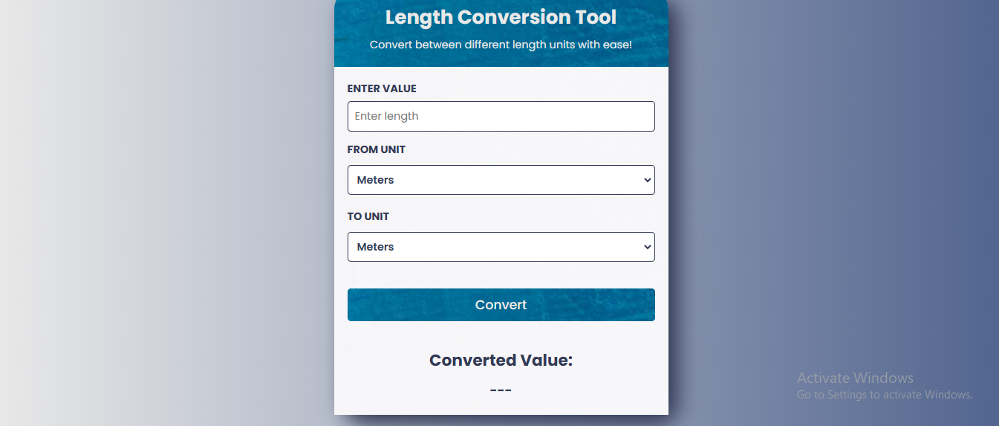 Length Conversion Tool
Convert between different length units with ease!
ENTER VALUE
Enter length
FROM UNIT
Meters
TO UNIT
Meters
Convert
Converted Value:
---
Activate Windows
Go to Settings to activate Windows.